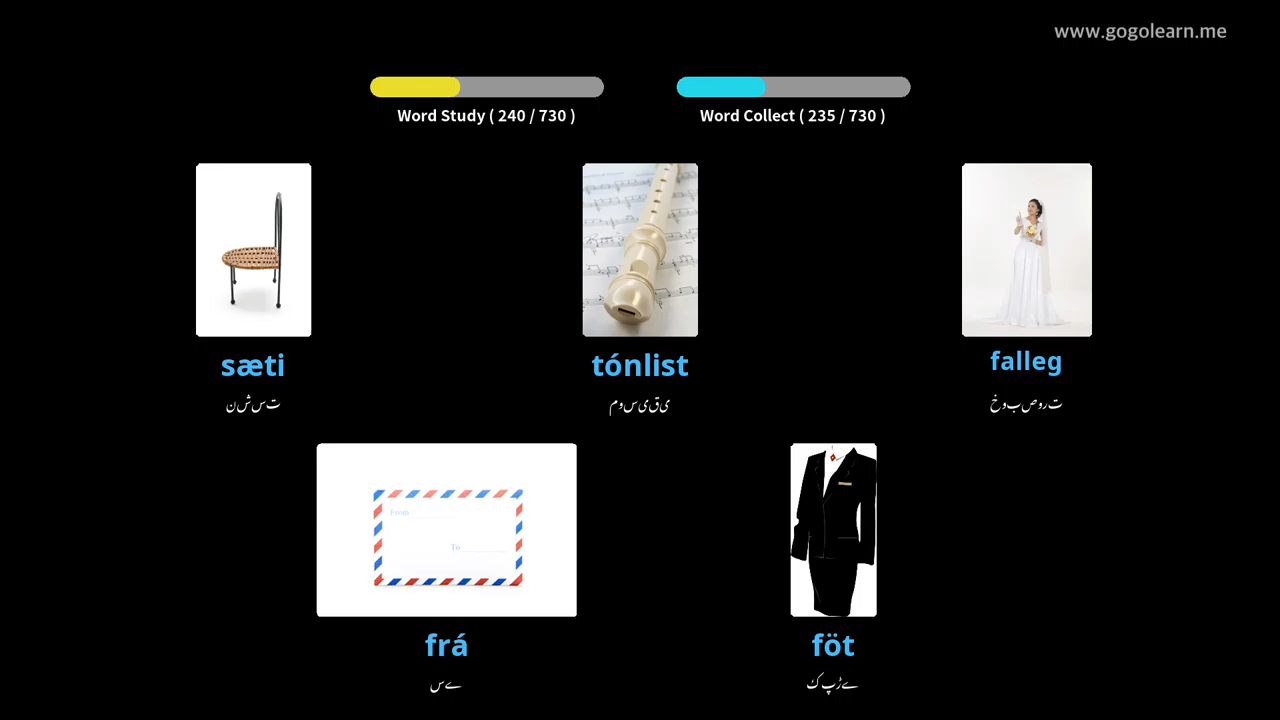 www.gogolearn.me
Word Study ( 240 / 730 )
Word Collect ( 235 / 730 )
sæti
tónlist
falleg
نشست
موسیقی
خوبصورت
From
To
frá
föt
سے
کپڑے